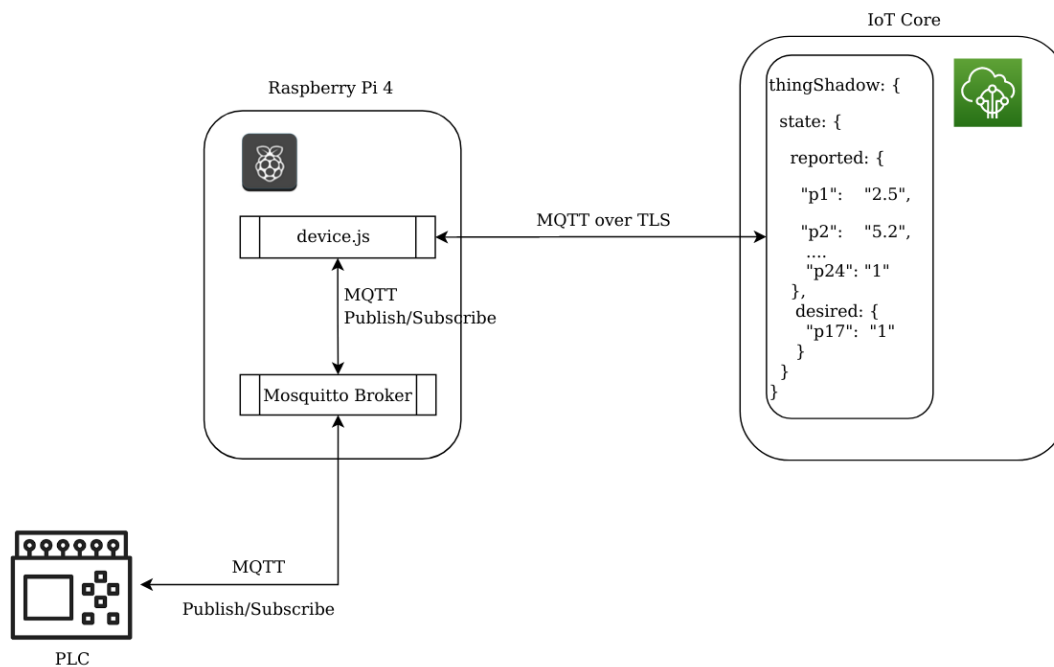 IoT Core
Raspberry Pi 4
thingShadow: {
state: {
reported: {
"p1": "2.5",
"p2": "5.2",
....
"p24": "1"
},
desired: {
"p17": "1"
}
}
}
device.js
MQTT over TLS
MQTT
Publish/Subscribe
Mosquitto Broker
MQTT
Publish/Subscribe
PLC